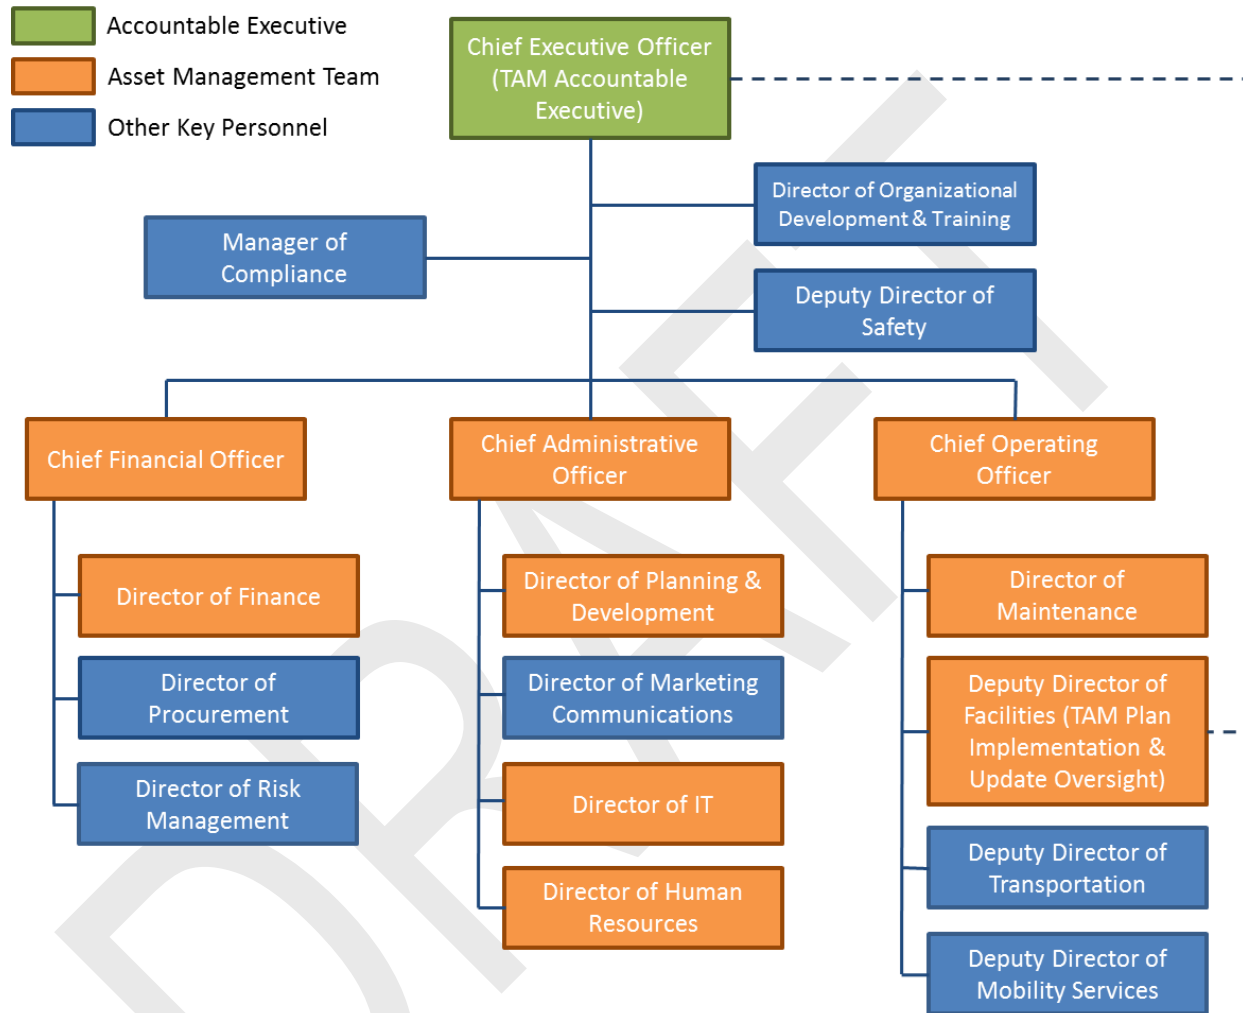 Accountable Executive
Asset Management Team
Other Key Personnel
Chief Executive Officer
(TAM Accountable
Executive)
Director of Organizational
Development & Training
Manager of
Compliance
Deputy Director of
Safety
Chief Financial Officer
Chief Administrative
Officer
Chief Operating
Officer
Director of Finance
Director of
Procurement
Director of Risk
Management
Director of Planning &
Development
Director of Marketing
Communications
Director of IT
Director of Human
Resources
Director of
Maintenance
Deputy Director of
Facilities (TAM Plan
Implementation &
Update Oversight)
Deputy Director of
Transportation
Deputy Director of
Mobility Services
DRAFT